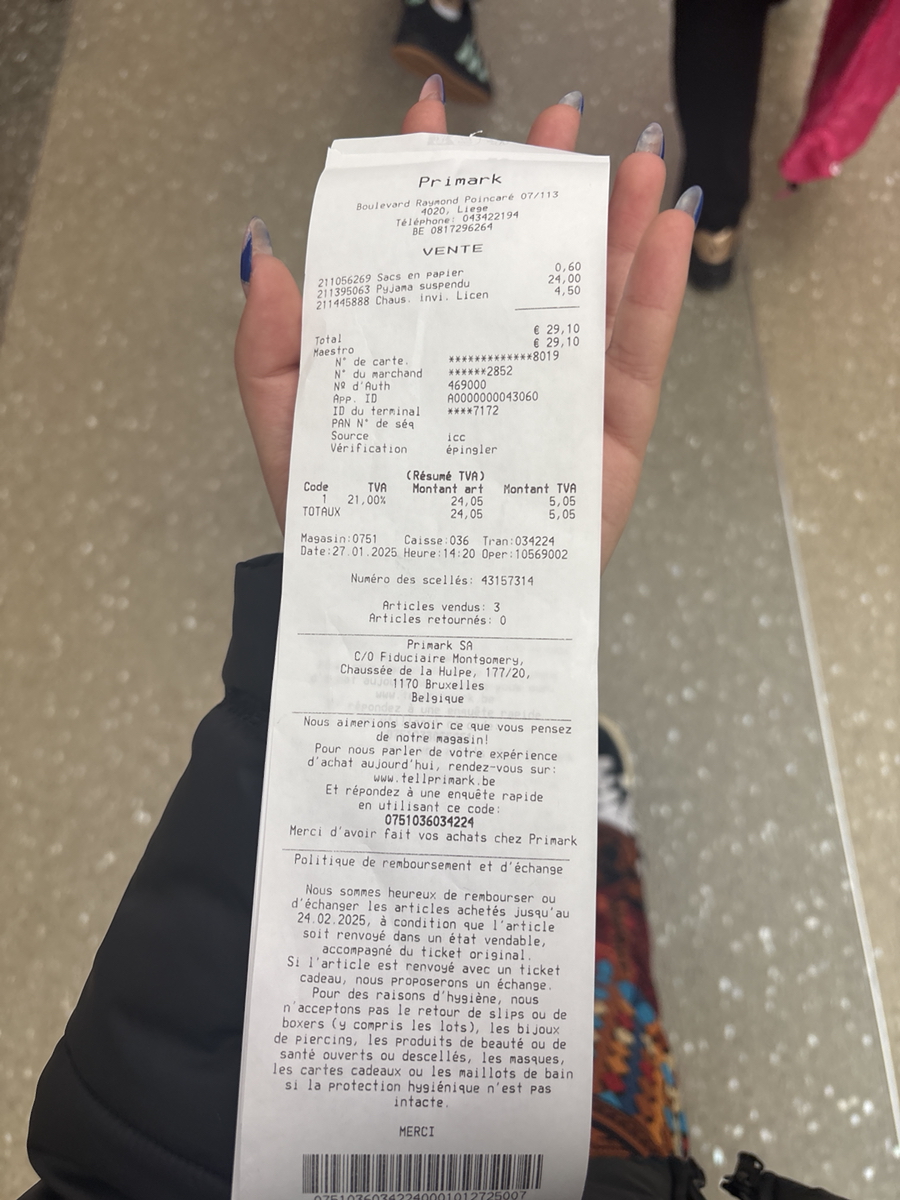 Primark
Boulevard Raymond Poincaré 07/113
4020, Liege
Téléphone: 043422194
BE 0817296264
VENTE
211056269 Sacs en papier 0,60
211395063 Pyjama suspendu 24,00
211445888 Chaus. invi. Licen 4,50
Total € 29,10
Maestro € 29,10
N° de carte. ************8019
N° du marchand ******2852
Nº d'Auth 469000
App. ID A0000000043060
ID du terminal ****7172
PAN N° de séq
Source icc
Vérification épingler
(Résumé TVA)
Code TVA Montant art Montant TVA
1 21,00% 24,05 5,05
TOTAUX 24,05 5,05
Magasin:0751 Caisse:036 Tran:034224
Date:27.01.2025 Heure:14:20 Oper:10569002
Numéro des scellés: 43157314
Articles vendus: 3
Articles retournés: 0
Primark SA
C/O Fiduciaire Montgomery,
Chaussée de la Hulpe, 177/20,
1170 Bruxelles
Belgique
Nous aimerions savoir ce que vous pensez
de notre magasin!
Pour nous parler de votre expérience
d'achat aujourd'hui, rendez-vous sur:
www.tellprimark.be
Et répondez à une enquête rapide
en utilisant ce code:
0751036034224
Merci d'avoir fait vos achats chez Primark
Politique de remboursement et d'échange
Nous sommes heureux de rembourser ou
d'échanger les articles achetés jusqu'au
24.02.2025, à condition que l'article
soit renvoyé dans un état vendable,
accompagné du ticket original.
Si l'article est renvoyé avec un ticket
cadeau, nous proposerons un échange.
Pour des raisons d'hygiène, nous
n'acceptons pas le retour de slips ou de
boxers (y compris les lots), les bijoux
de piercing, les produits de beauté ou de
santé ouverts ou descellés, les masques,
les cartes cadeaux ou les maillots de bain
si la protection hygiénique n'est pas
intacte.
MERCI
07510360342240001012725007